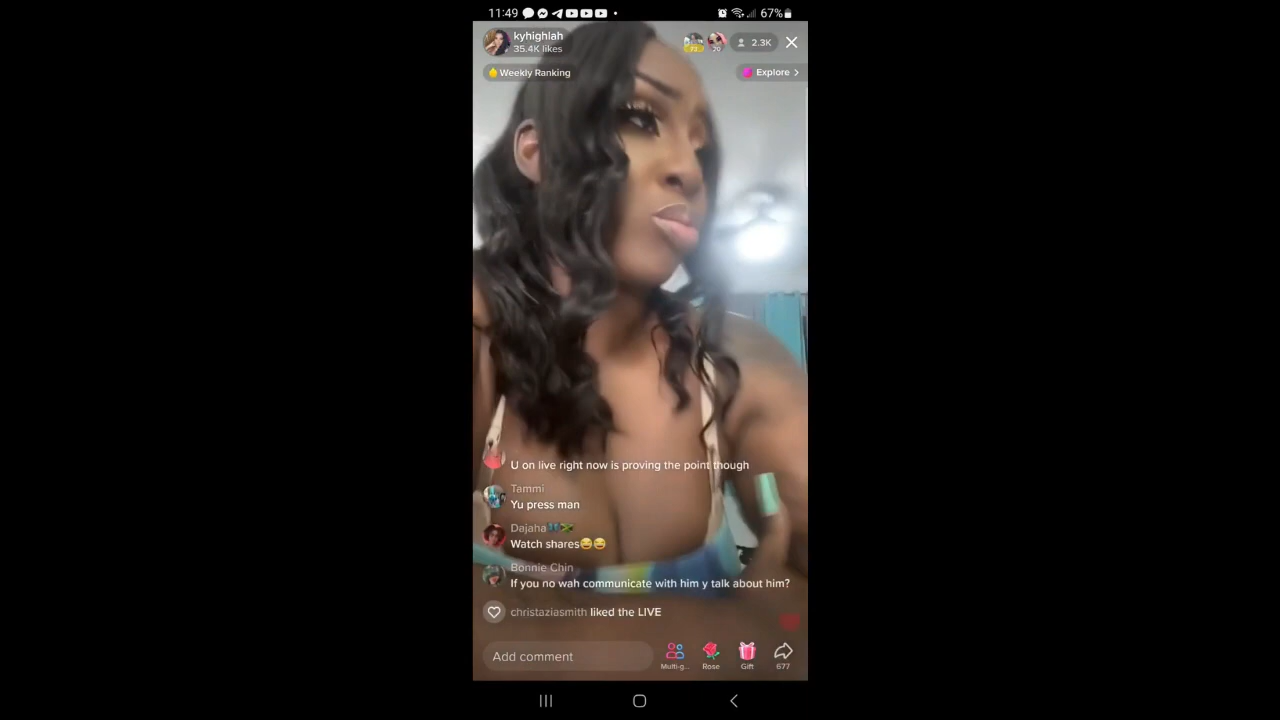 11:49
67%
kyhighlah
35.4K likes
2.3K
Weekly Ranking
Explore
U on live right now is proving the point though
Tammi
Yu press man
Dajaha
Watch shares😂😂
Bonnie Chin
If you no wah communicate with him y talk about him?
christaziasmith liked the LIVE
Add comment
Multi-g...
Rose
Gift
677